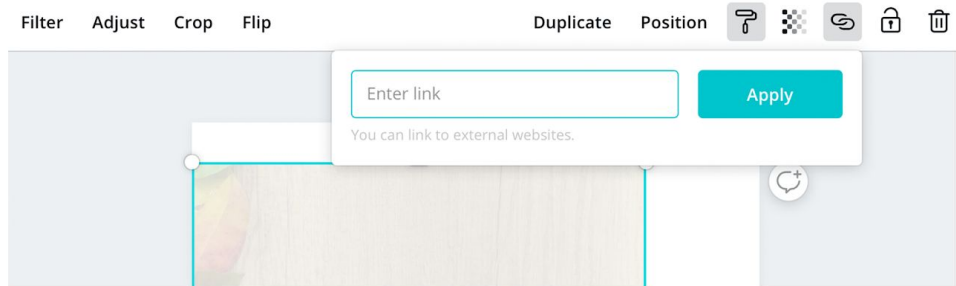 Filter Adjust Crop Flip Duplicate Position
Enter link
Apply
You can link to external websites.